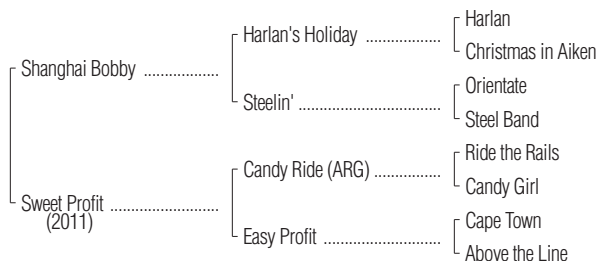 Harlan
Harlan's Holiday ..................
Christmas in Aiken
Shanghai Bobby .................
Orientate
Steelin' .................................
Steel Band
Ride the Rails
Candy Ride (ARG) ................
Candy Girl
Sweet Profit .........................
(2011)
Cape Town
Easy Profit ...........................
Above the Line